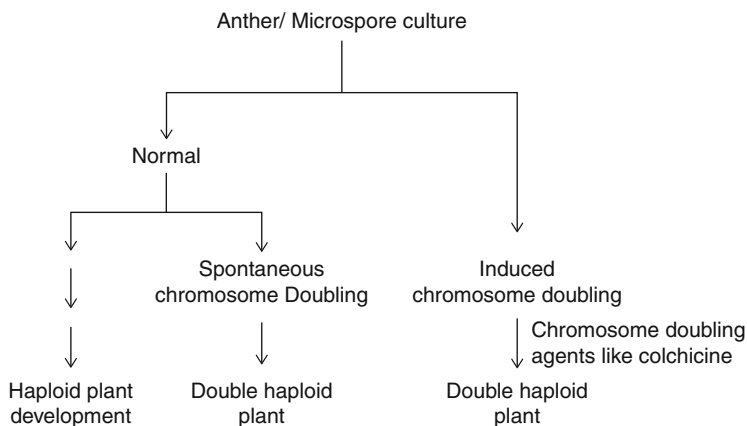 Anther/ Microspore culture
Normal
Spontaneous
chromosome Doubling
Induced
chromosome doubling
Chromosome doubling
agents like colchicine
Haploid plant
development
Double haploid
plant
Double haploid
plant